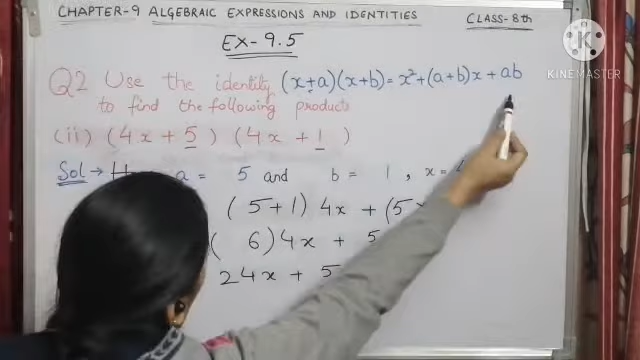 CHAPTER-9 ALGEBRAIC EXPRESSIONS AND IDENTITIES CLASS-8th
EX-9.5
KINEMASTER
Q2 Use the identity (x+a)(x+b) = x²+(a+b)x + ab
to find the following products
(ii) (4x + 5) (4x + 1)
Sol → a = 5 and b = 1, x =
(5+1) 4x + (5
( 6) 4x + 5
24x + 5